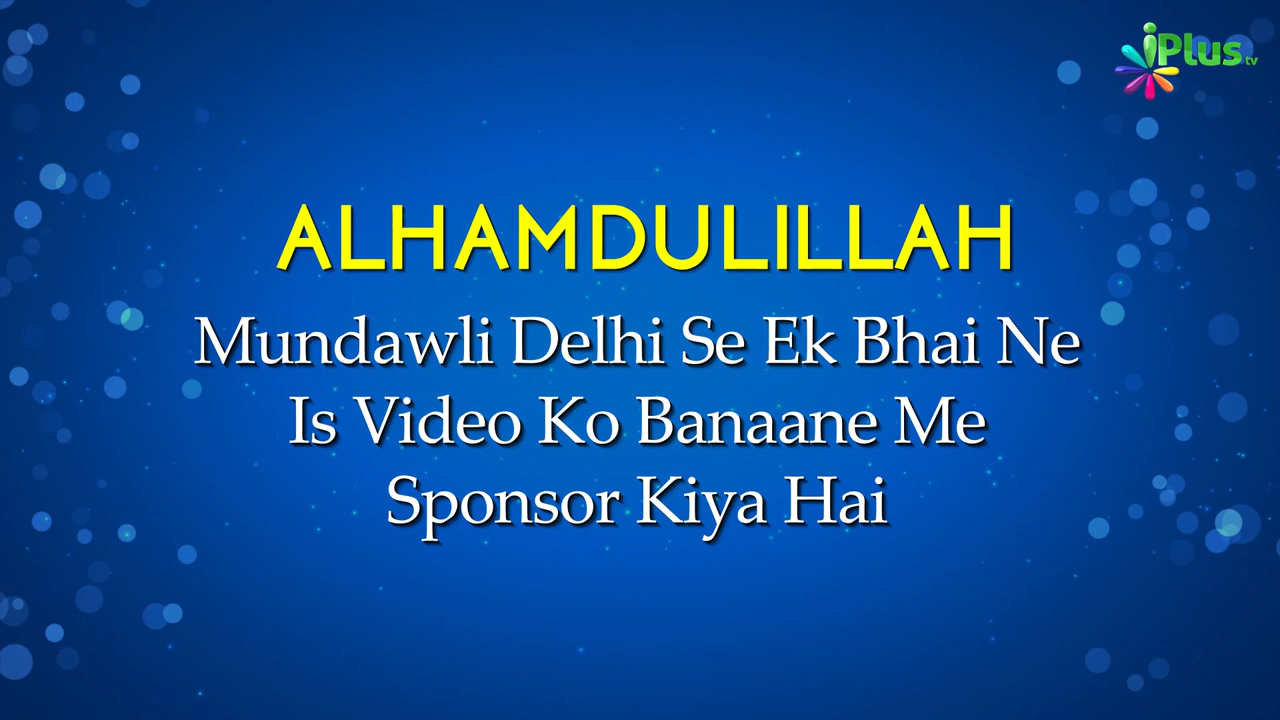 iPlus.tv
ALHAMDULILLAH
Mundawli Delhi Se Ek Bhai Ne
Is Video Ko Banaane Me
Sponsor Kiya Hai